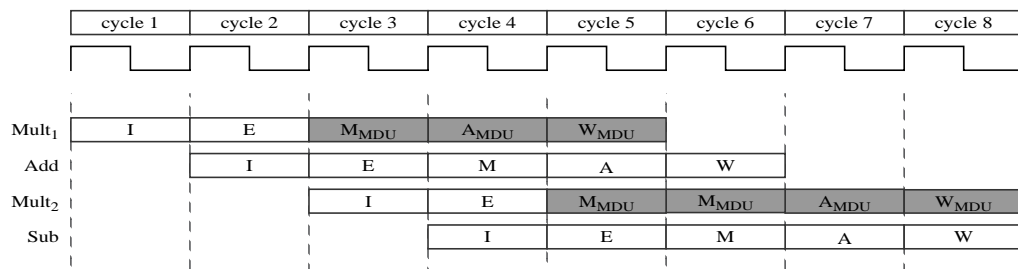 cycle 1 cycle 2 cycle 3 cycle 4 cycle 5 cycle 6 cycle 7 cycle 8
Mult1 I E MMDU AMDU WMDU
Add I E M A W
Mult2 I E MMDU MMDU AMDU WMDU
Sub I E M A W